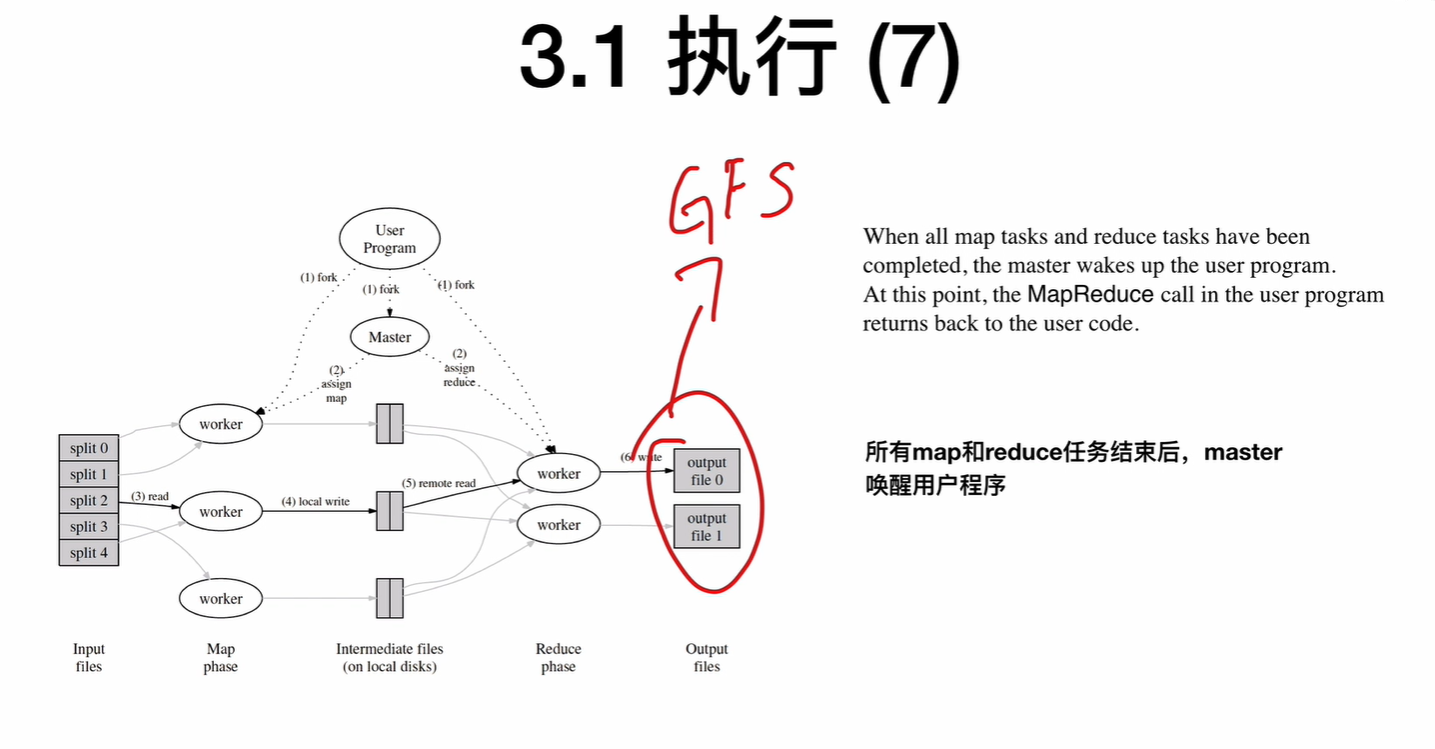 3.1 执行 (7)
GFS
User
Program
(1) fork
(1) fork
(1) fork
Master
(2)
assign
map
(2)
assign
reduce
split 0
split 1
split 2
split 3
split 4
(3) read
worker
worker
worker
(4) local write
(5) remote read
worker
worker
(6) write
output
file 0
output
file 1
Input
files
Map
phase
Intermediate files
(on local disks)
Reduce
phase
Output
files
When all map tasks and reduce tasks have been
completed, the master wakes up the user program.
At this point, the MapReduce call in the user program
returns back to the user code.
所有map和reduce任务结束后，master
唤醒用户程序